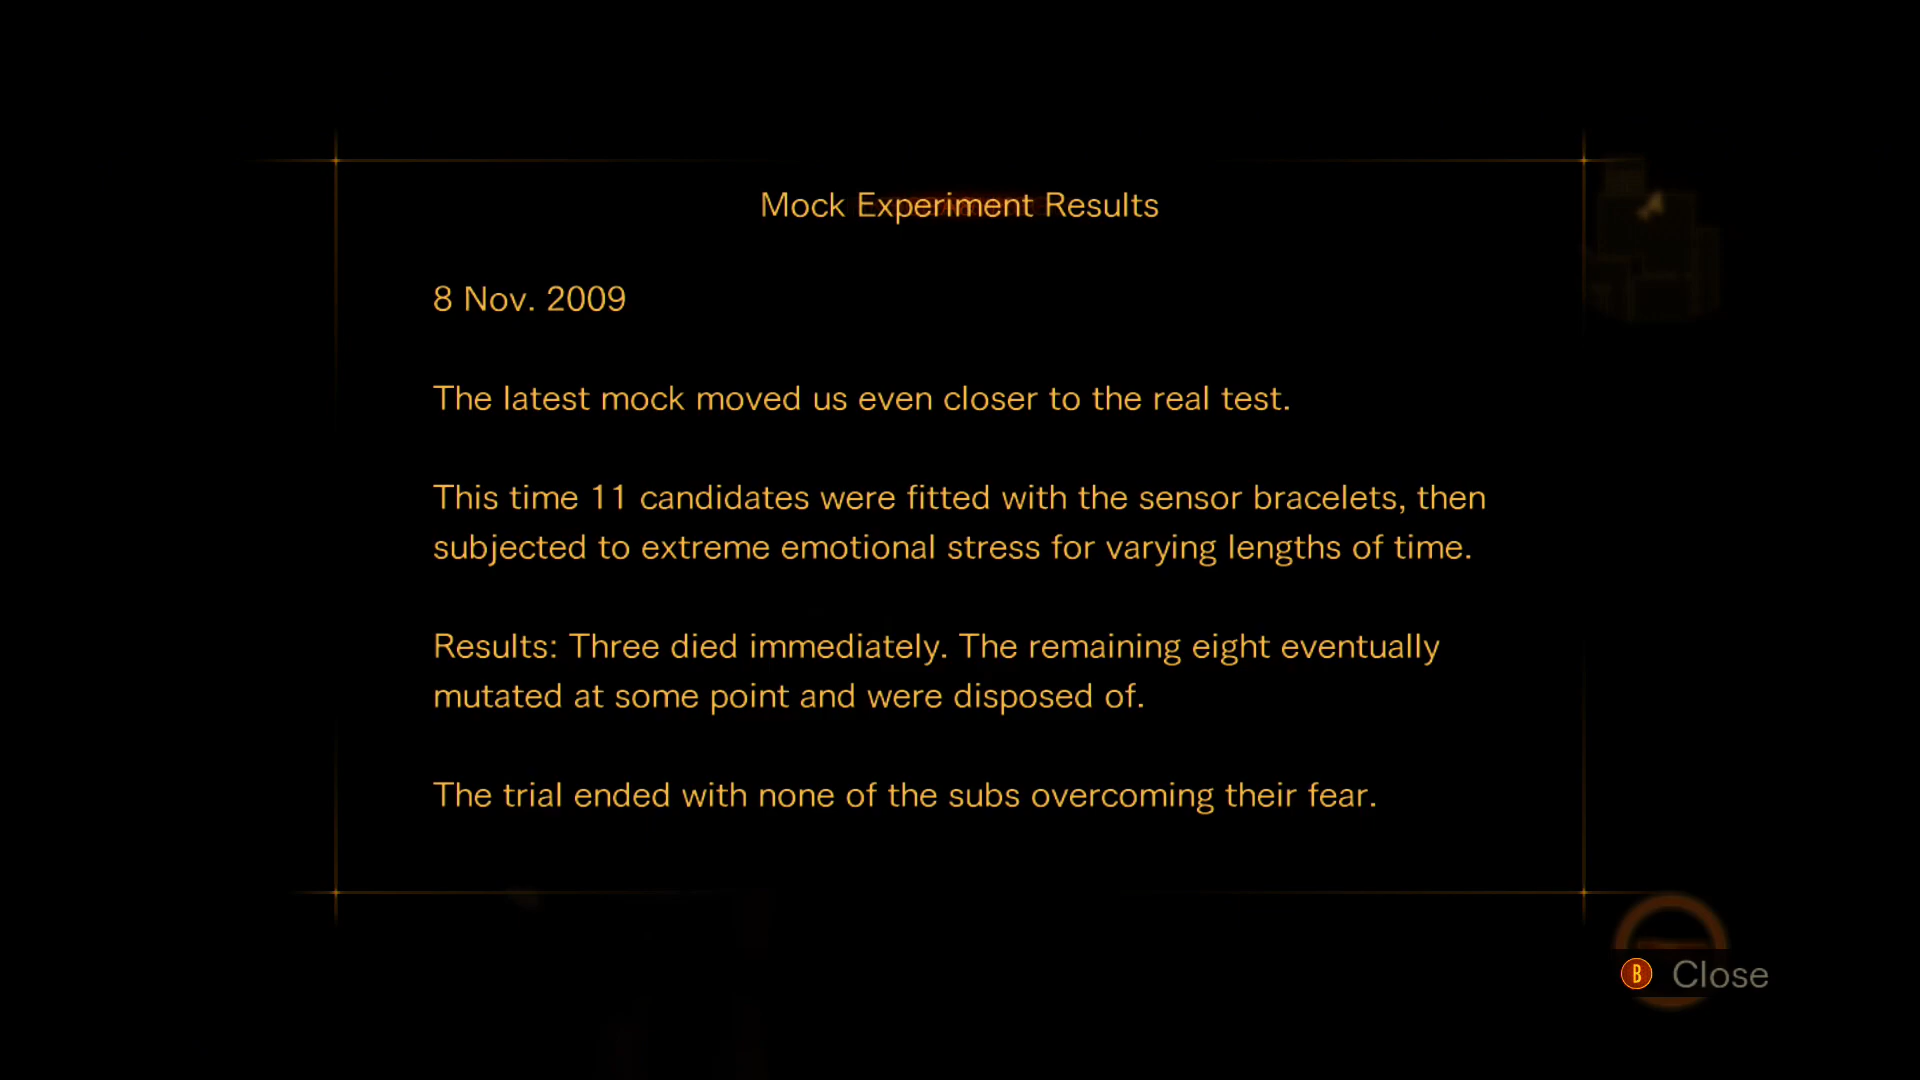 Mock Experiment Results
8 Nov. 2009
The latest mock moved us even closer to the real test.
This time 11 candidates were fitted with the sensor bracelets, then
subjected to extreme emotional stress for varying lengths of time.
Results: Three died immediately. The remaining eight eventually
mutated at some point and were disposed of.
The trial ended with none of the subs overcoming their fear.
B Close